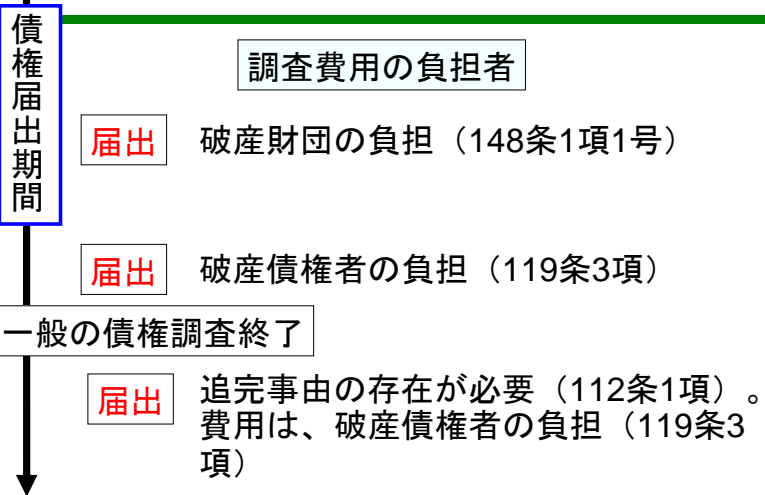 債権届出期間
調査費用の負担者
届出 破産財団の負担（148条1項1号）
届出 破産債権者の負担（119条3項）
一般の債権調査終了
届出 追完事由の存在が必要（112条1項）。
費用は、破産債権者の負担（119条3
項）